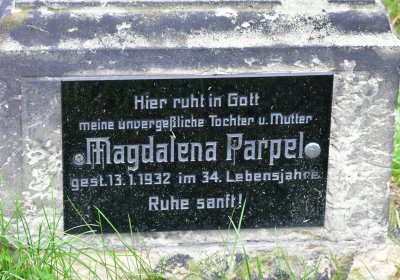 Hier ruht in Gott
meine unvergeßliche Tochter u. Mutter
Magdalena Parpel
gest. 13.1.1932 im 34. Lebensjahre.
Ruhe sanft!